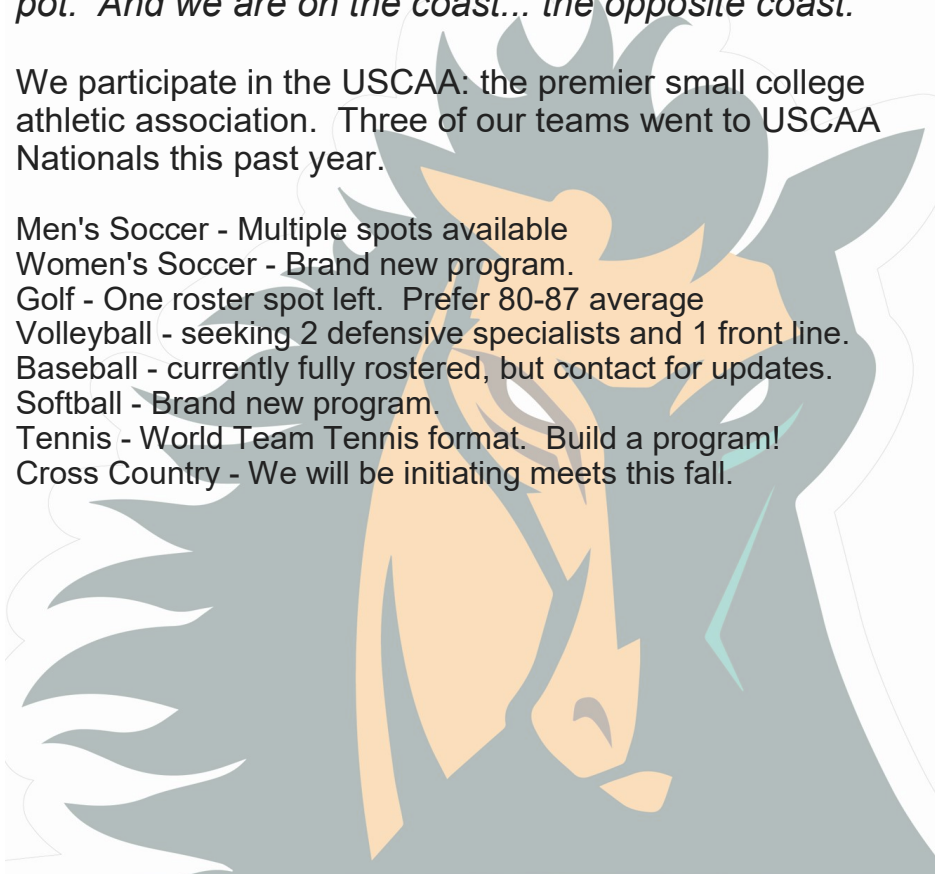 pot.  And we are on the coast... the opposite coast.
We participate in the USCAA: the premier small college
athletic association.  Three of our teams went to USCAA
Nationals this past year.
Men's Soccer - Multiple spots available
Women's Soccer - Brand new program.
Golf - One roster spot left.  Prefer 80-87 average
Volleyball - seeking 2 defensive specialists and 1 front line.
Baseball - currently fully rostered, but contact for updates.
Softball - Brand new program.
Tennis - World Team Tennis format.  Build a program!
Cross Country - We will be initiating meets this fall.